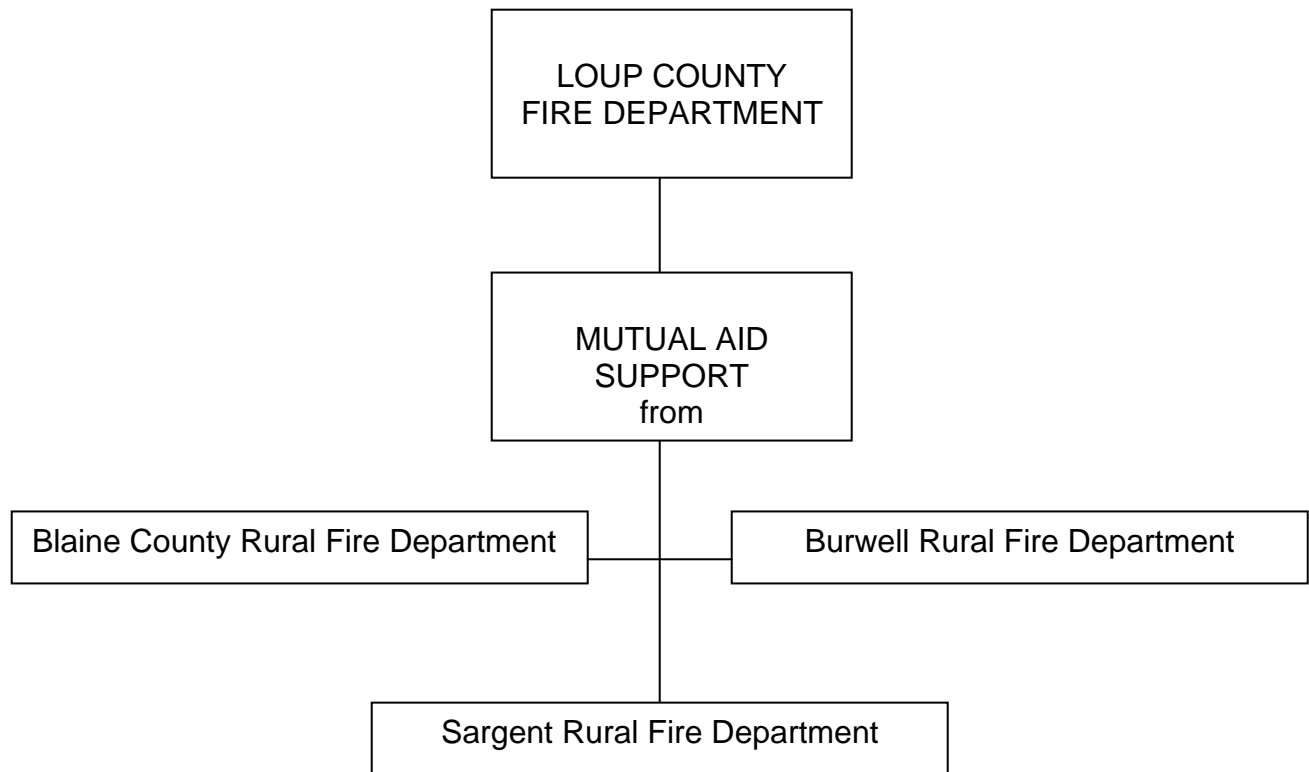 LOUP COUNTY
FIRE DEPARTMENT
MUTUAL AID
SUPPORT
from
Blaine County Rural Fire Department
Burwell Rural Fire Department
Sargent Rural Fire Department